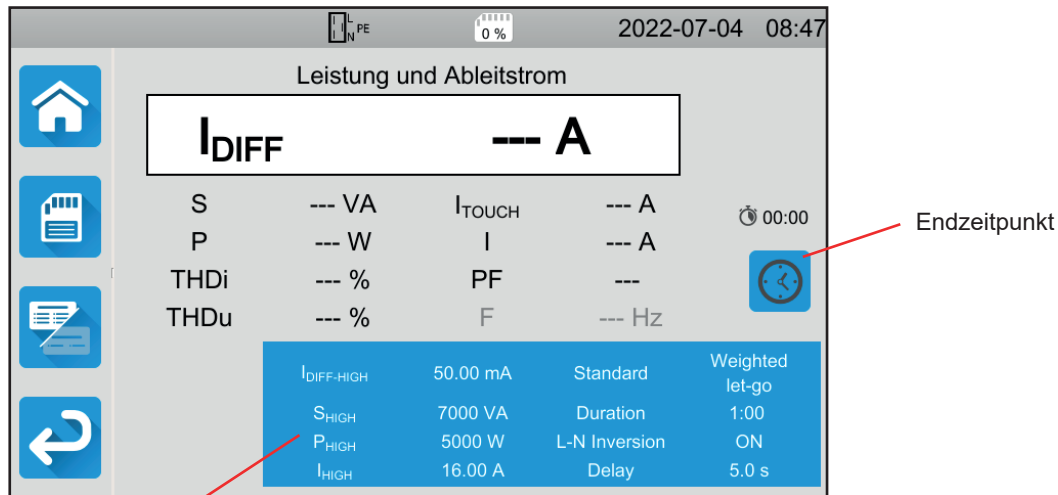 L N PE 0 % 2022-07-04 08:47
Leistung und Ableitstrom
IDIFF --- A
S --- VA ITOUCH --- A
00:00
P --- W I --- A
Endzeitpunkt
THDi --- % PF ---
THDu --- % F --- Hz
IDIFF-HIGH 50.00 mA Standard Weighted let-go
SHIGH 7000 VA Duration 1:00
PHIGH 5000 W L-N Inversion ON
IHIGH 16.00 A Delay 5.0 s